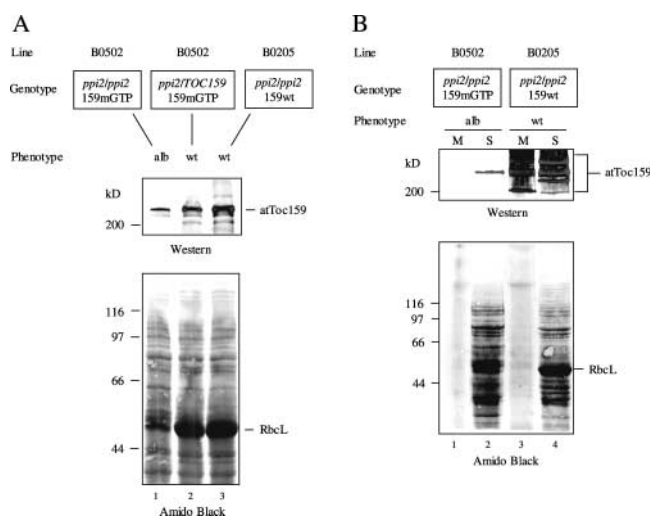 A
Line B0502 B0502 B0205
Genotype ppi2/ppi2 159mGTP ppi2/TOC159 159mGTP ppi2/ppi2 159wt
Phenotype alb wt wt
kD
200
atToc159
Western
116
97
66
44
RbcL
1 2 3
Amido Black
B
Line B0502 B0205
Genotype ppi2/ppi2 159mGTP ppi2/ppi2 159wt
Phenotype alb wt
M S M S
kD
200
atToc159
Western
116
97
66
44
RbcL
1 2 3 4
Amido Black